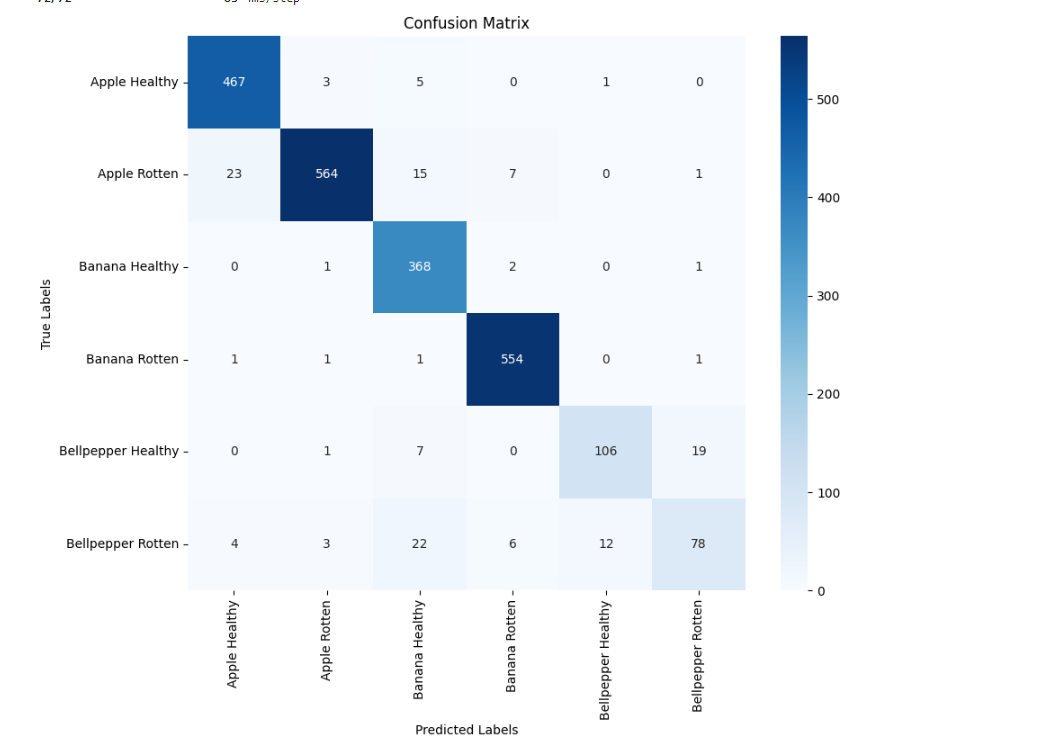 Confusion Matrix
Apple Healthy 467 3 5 0 1 0
Apple Rotten 23 564 15 7 0 1
Banana Healthy 0 1 368 2 0 1
Banana Rotten 1 1 1 554 0 1
Bellpepper Healthy 0 1 7 0 106 19
Bellpepper Rotten 4 3 22 6 12 78
True Labels
Apple Healthy
Apple Rotten
Banana Healthy
Banana Rotten
Bellpepper Healthy
Bellpepper Rotten
Predicted Labels
500
400
300
200
100
0